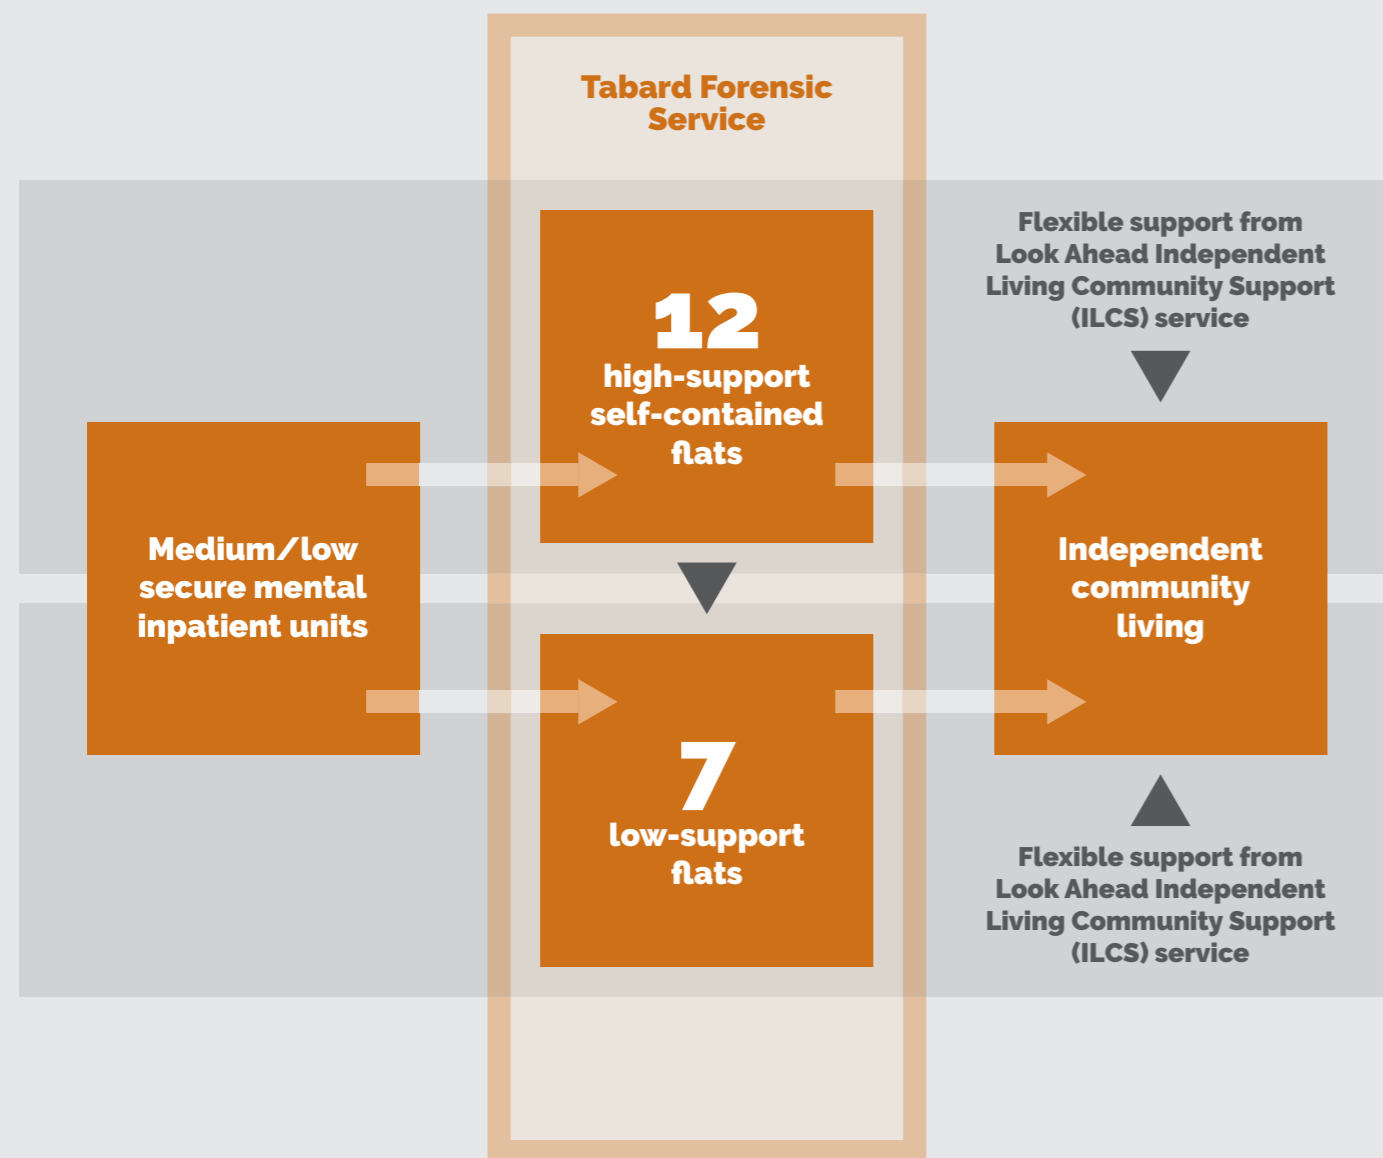 Tabard Forensic
Service
Medium/low
secure mental
inpatient units
12
high-support
self-contained
flats
7
low-support
flats
Flexible support from
Look Ahead Independent
Living Community Support
(ILCS) service
Independent
community
living
Flexible support from
Look Ahead Independent
Living Community Support
(ILCS) service